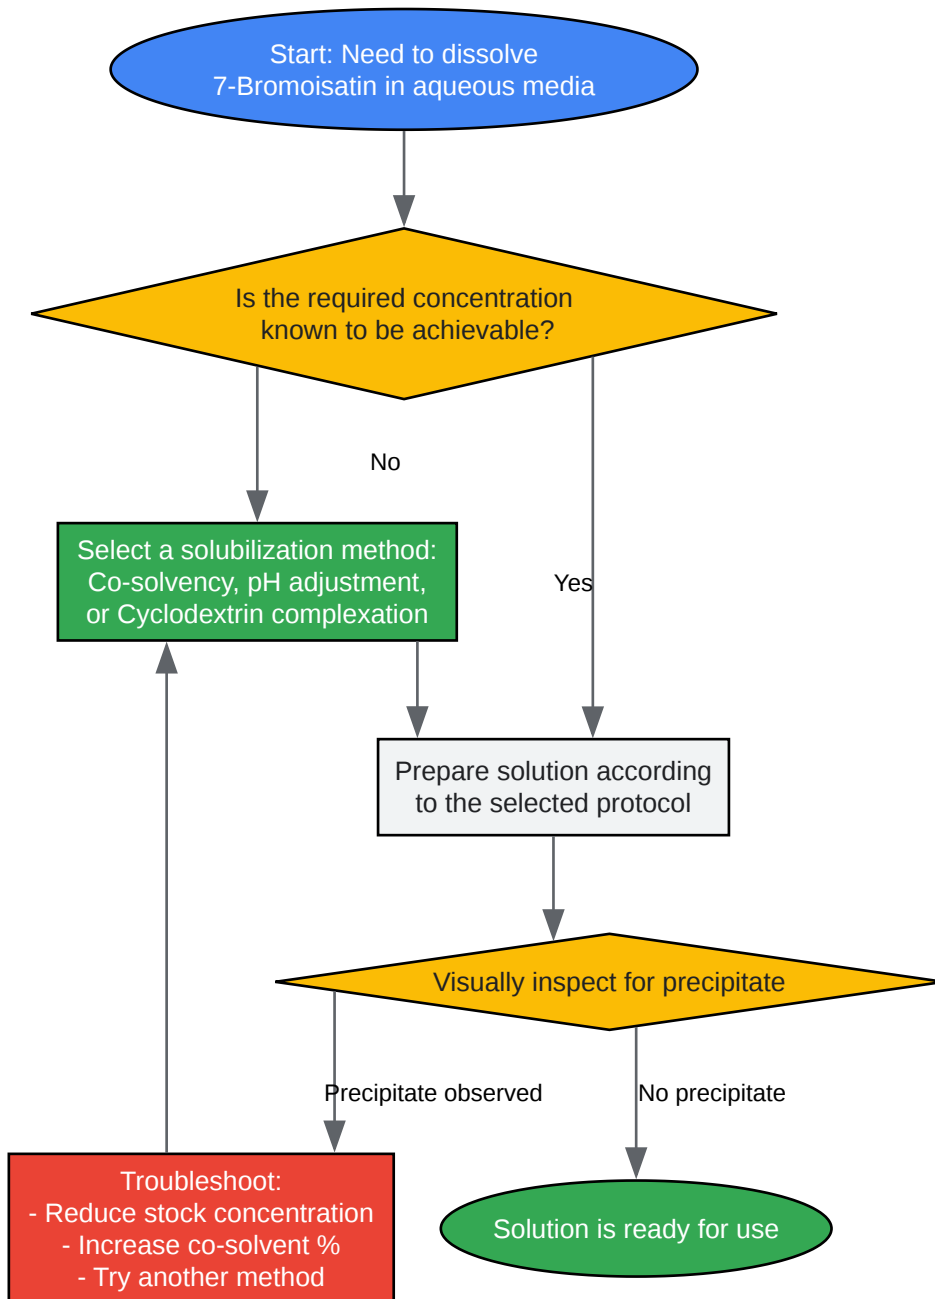 Start: Need to dissolve
7-Bromoisatin in aqueous media
Is the required concentration
known to be achievable?
No
Select a solubilization method:
Co-solvency, pH adjustment,
or Cyclodextrin complexation
Yes
Prepare solution according
to the selected protocol
Visually inspect for precipitate
Precipitate observed
No precipitate
Troubleshoot:
- Reduce stock concentration
- Increase co-solvent %
- Try another method
Solution is ready for use